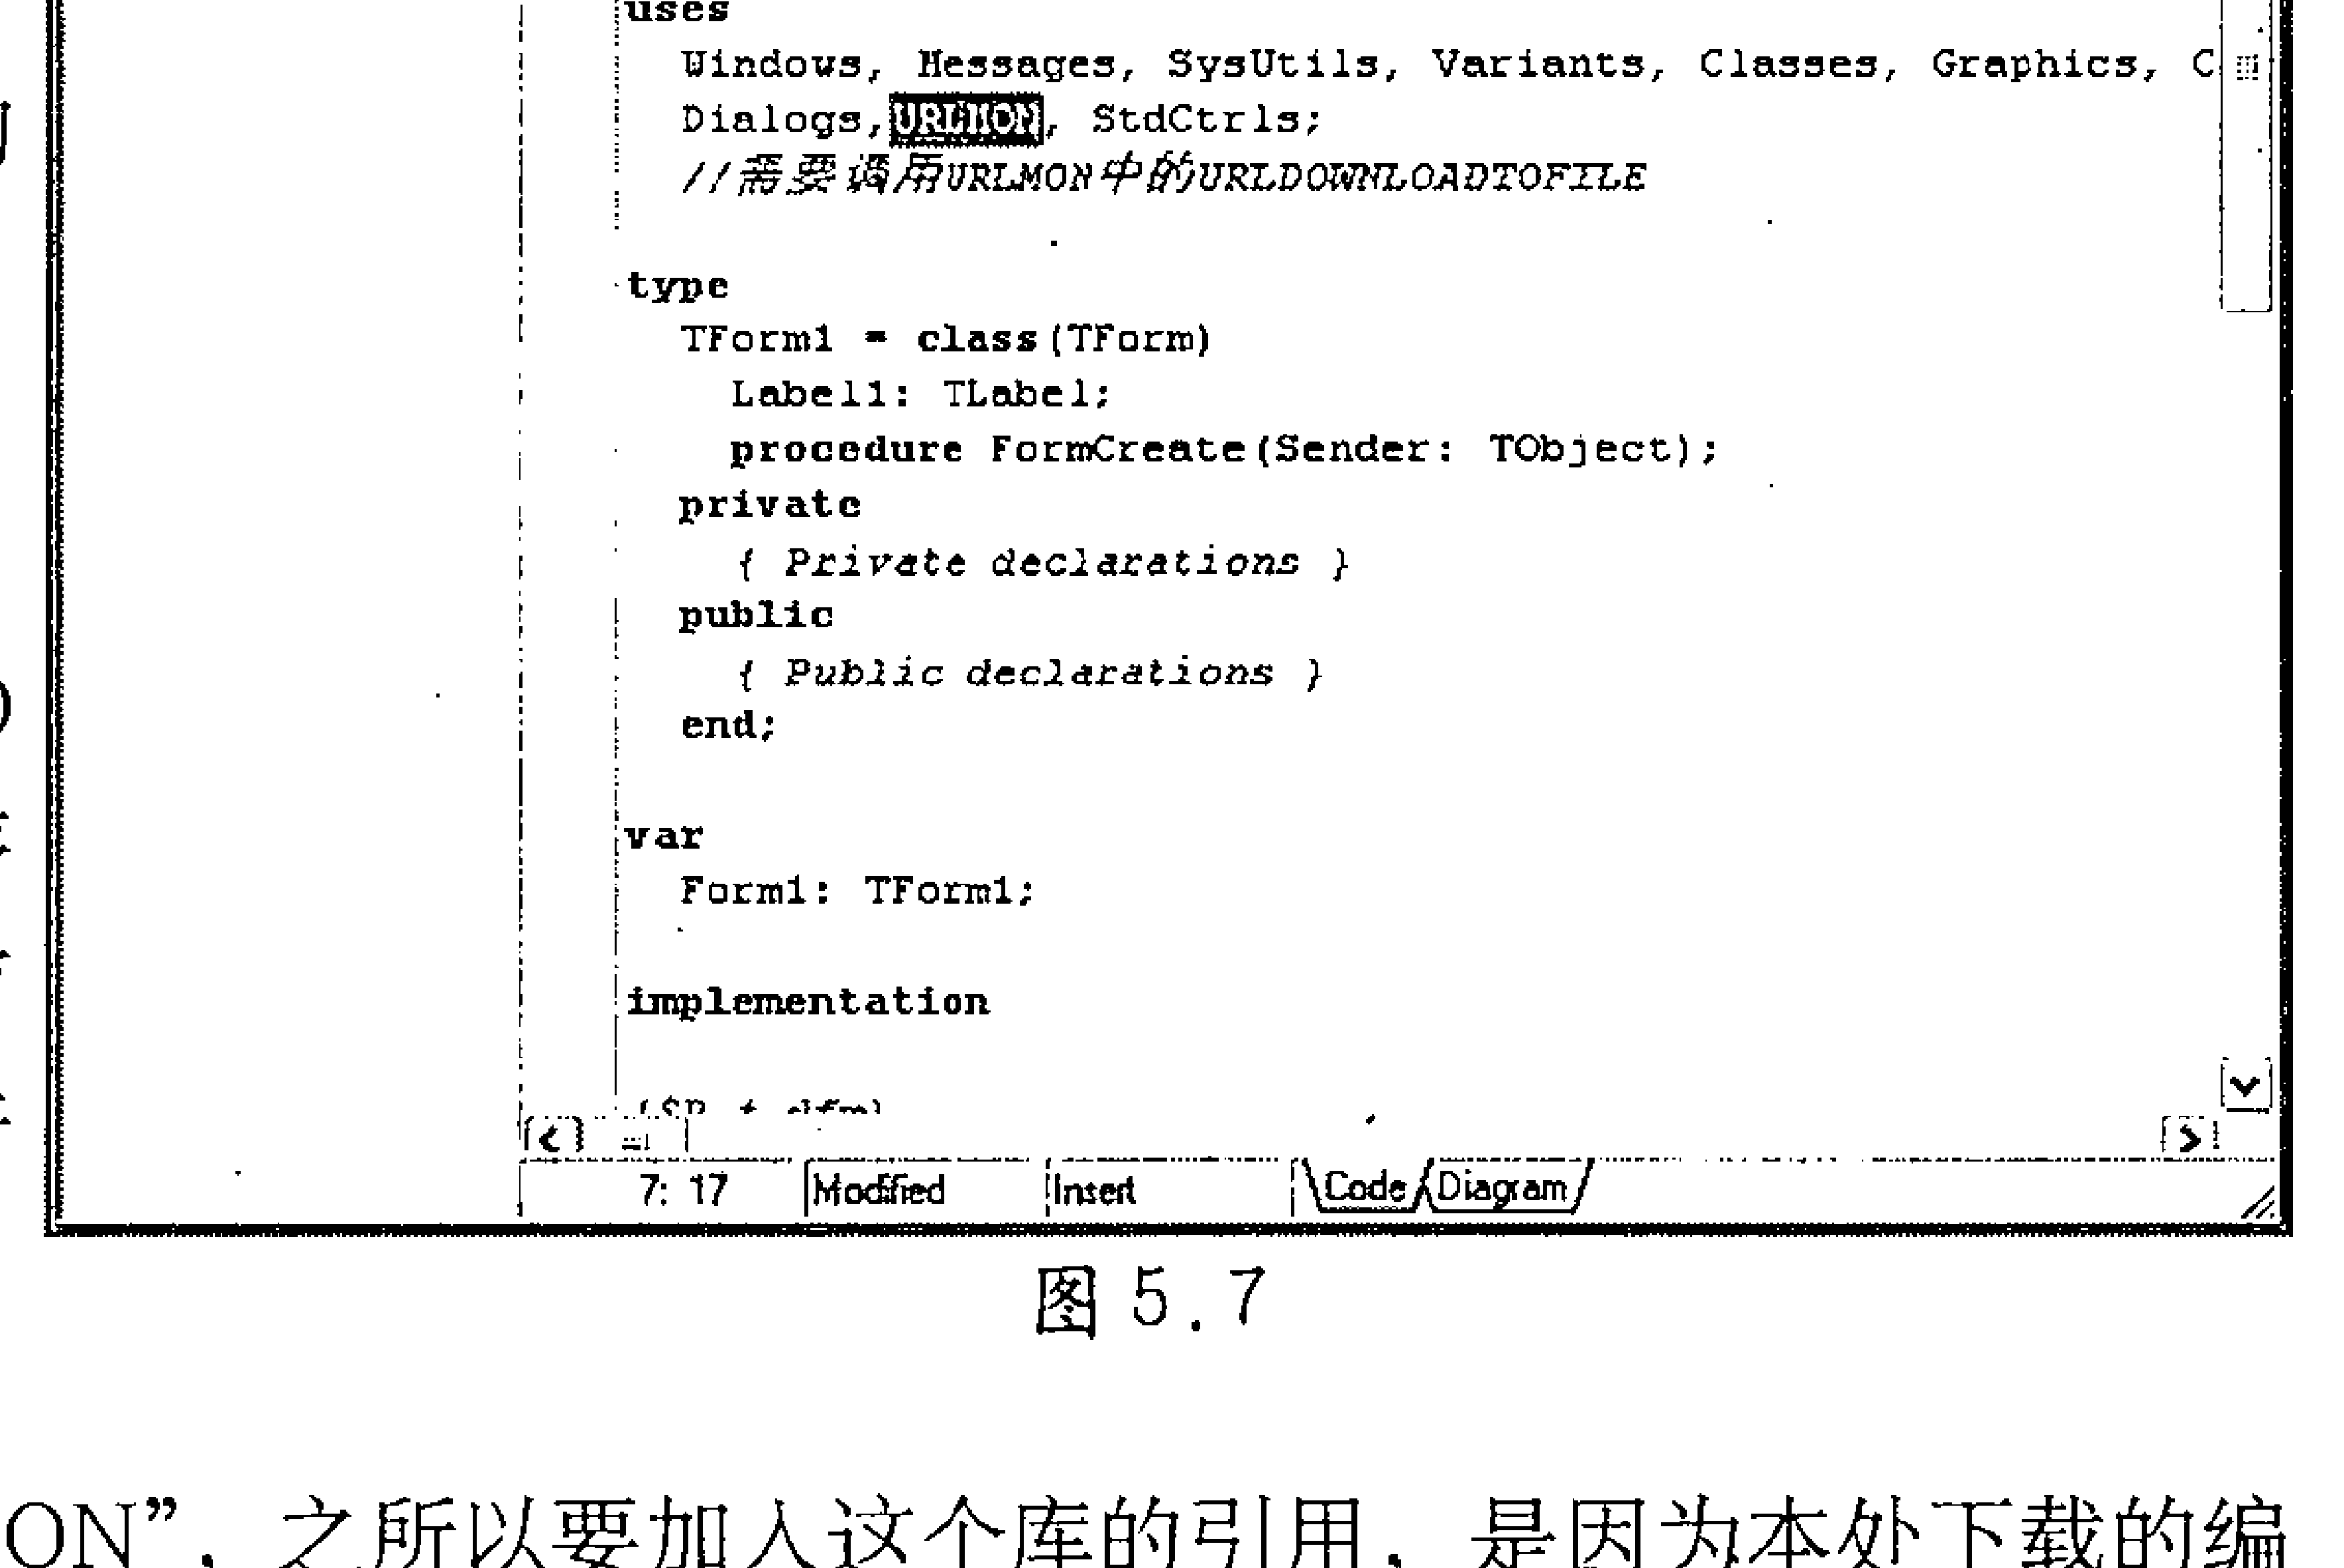 uses
Windows, Messages, SysUtils, Variants, Classes, Graphics, C
Dialogs,URLMON, StdCtrls;
//需要调用URLMON中的URLDOWNLOADTOFILE
type
TForm1 = class(TForm)
Label1: TLabel;
procedure FormCreate(Sender: TObject);
private
{ Private declarations }
public
{ Public declarations }
end;
var
Form1: TForm1;
implementation
7: 17 Modified Insert Code Diagram
图 5.7
ON”，之所以要加入这个库的引用，是因为本处下载的编